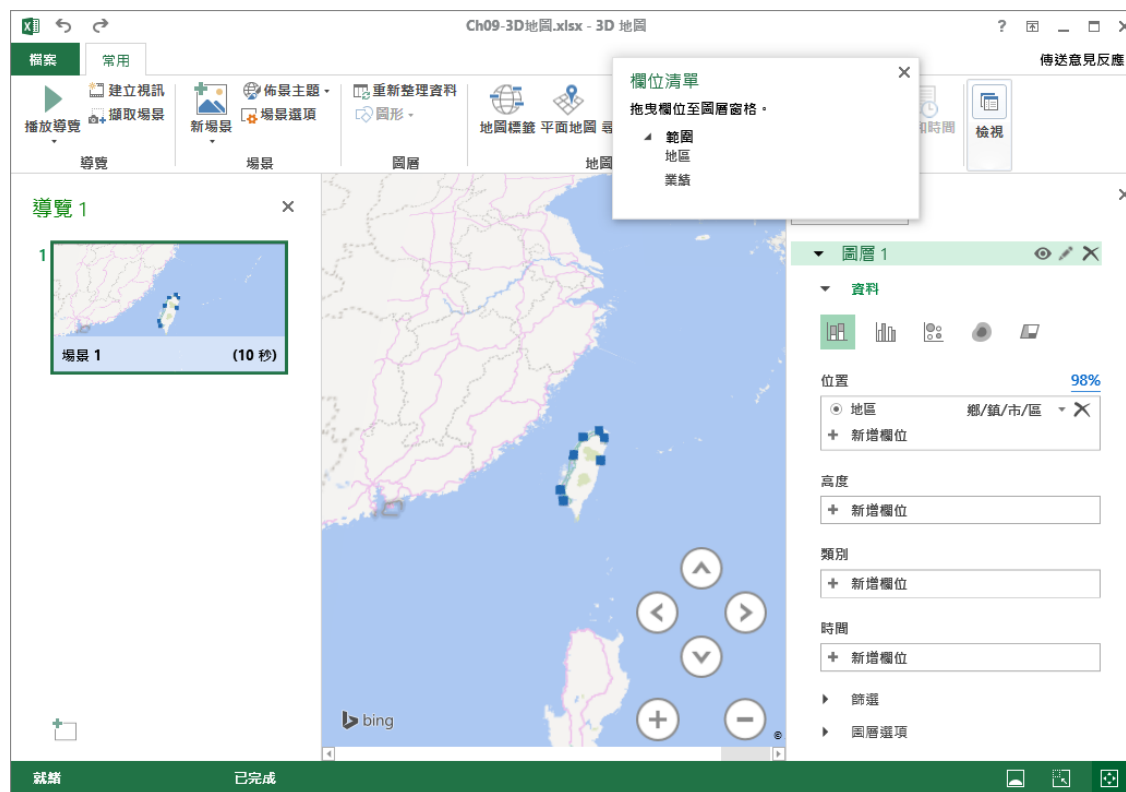 Ch09-3D地圖.xlsx - 3D 地圖
檔案
常用
傳送意見反應
播放導覽
建立視訊
擷取場景
導覽
新場景
佈景主題
場景選項
場景
重新整理資料
圖形
圖層
地圖標籤
平面地圖
尋
地圖
時間
檢視
欄位清單
拖曳欄位至圖層窗格。
範圍
地區
業績
導覽 1
1
場景 1
(10 秒)
bing
©
圖層 1
資料
位置
98%
地區
鄉/鎮/市/區
新增欄位
高度
新增欄位
類別
新增欄位
時間
新增欄位
篩選
圖層選項
就緒
已完成